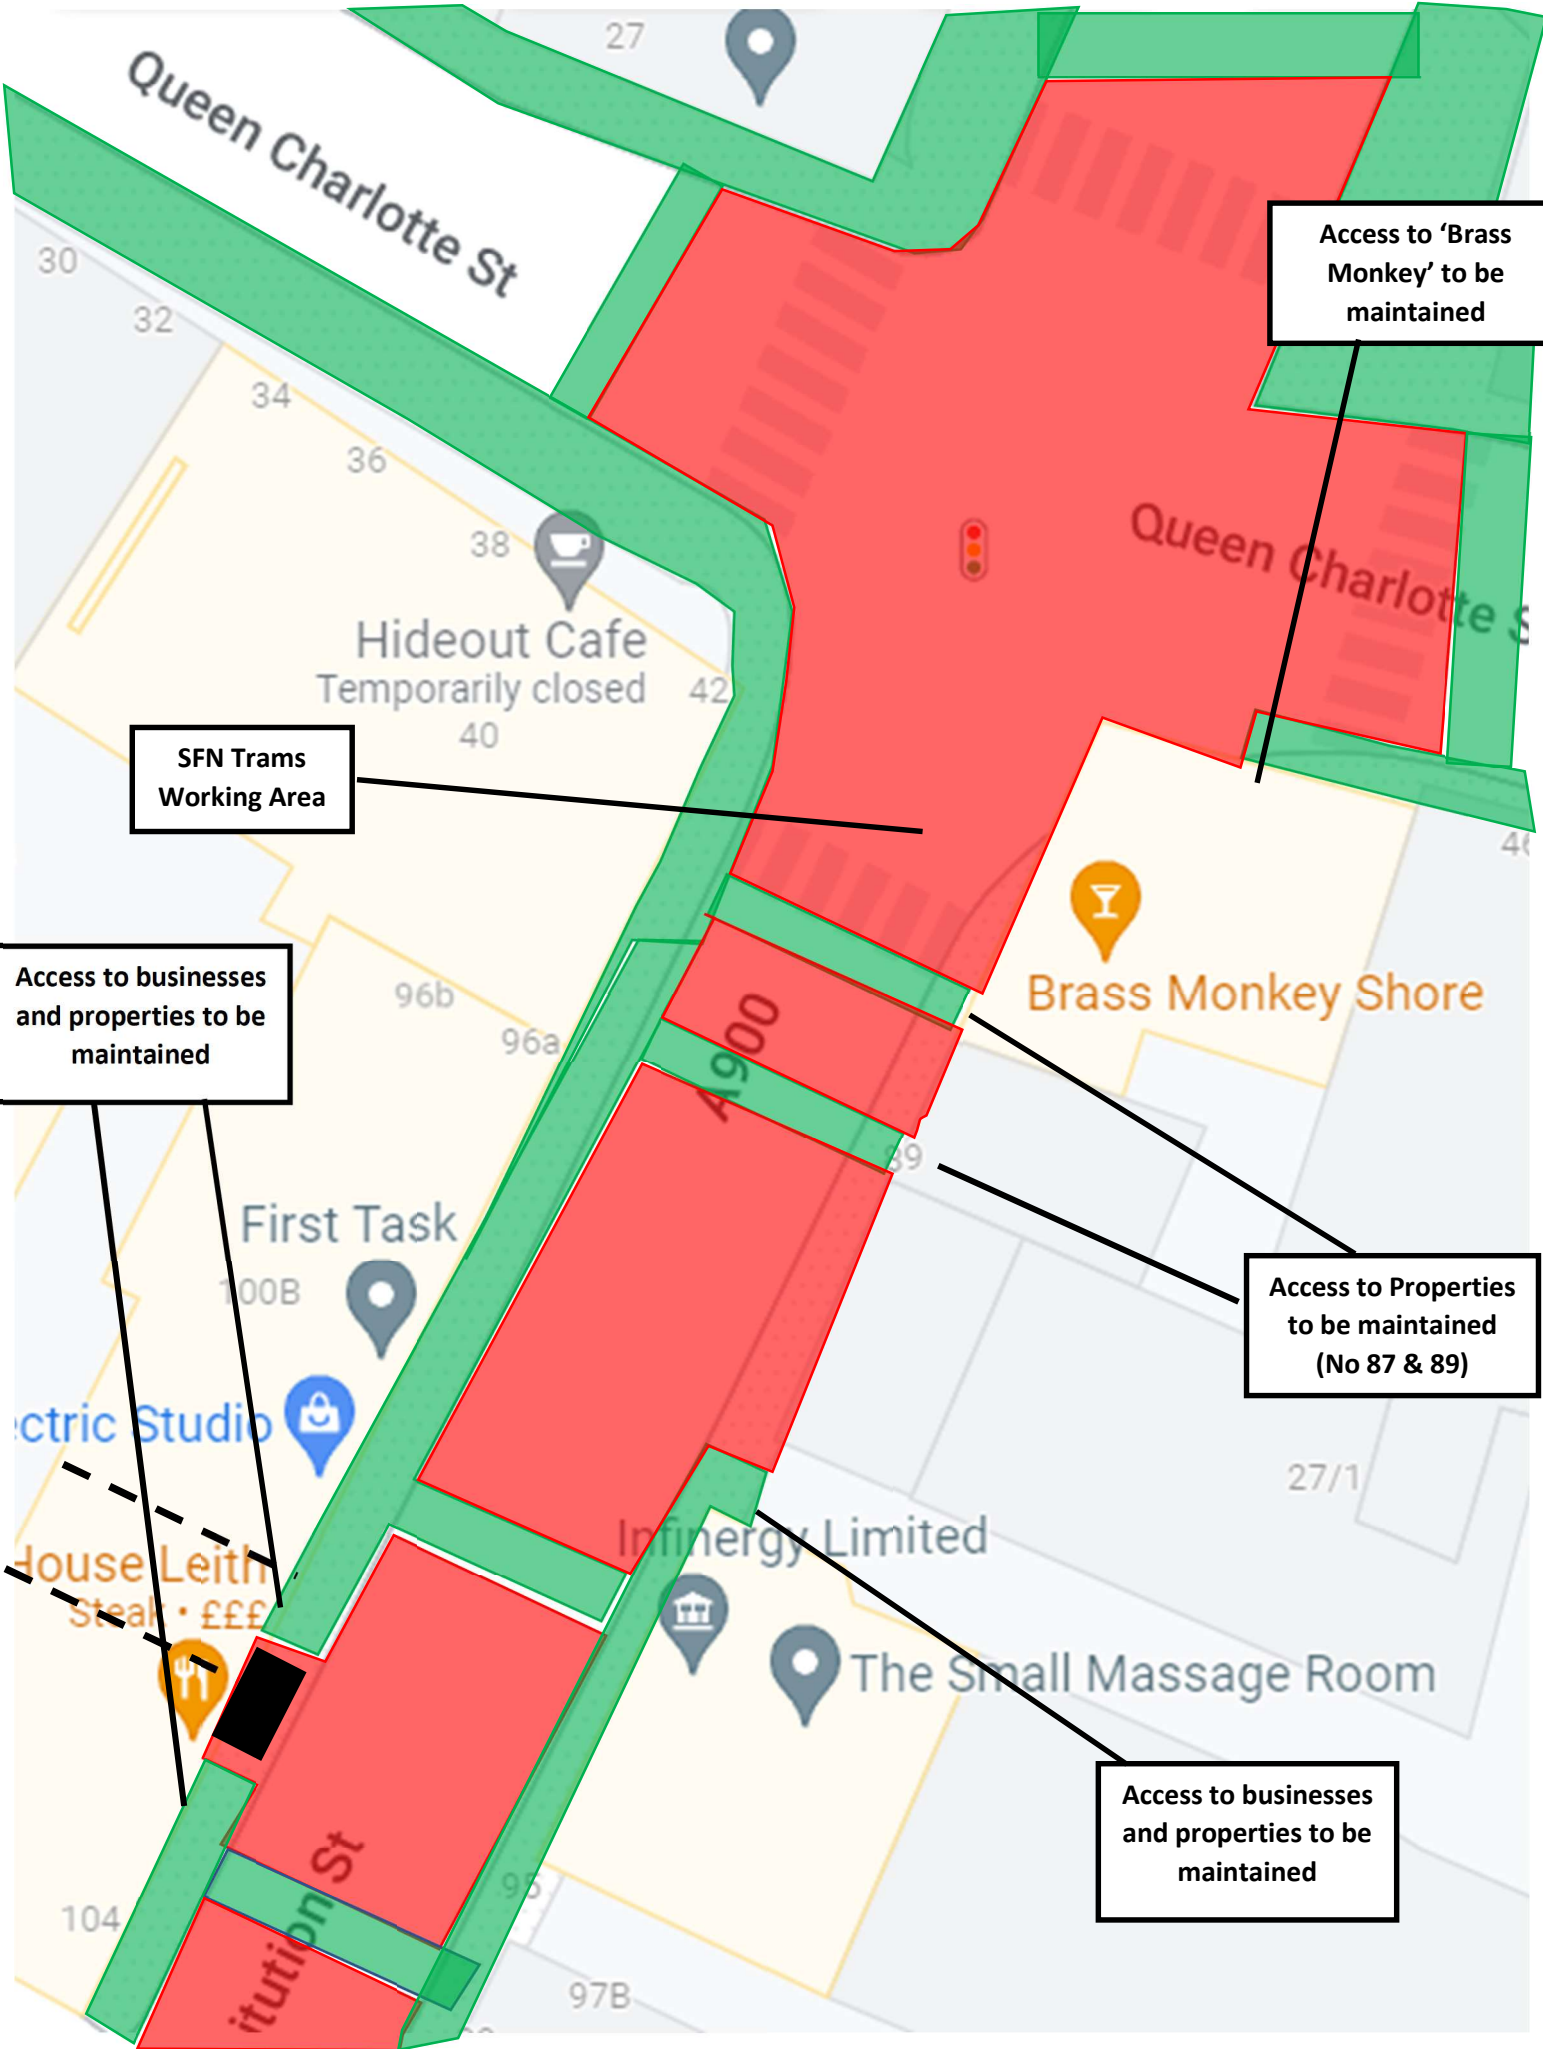 27
Queen Charlotte St
30
32
34
36
38
Hideout Cafe
Temporarily closed
42
40
Access to ‘Brass
Monkey’ to be
maintained
Queen Charlotte S
SFN Trams
Working Area
46
Brass Monkey Shore
Access to businesses
and properties to be
maintained
96b
96a
A900
89
First Task
100B
Access to Properties
to be maintained
(No 87 & 89)
ctric Studio
27/1
House Leith
Steak • £££
Infinergy Limited
The Small Massage Room
Access to businesses
and properties to be
maintained
itution St
95
104
97B